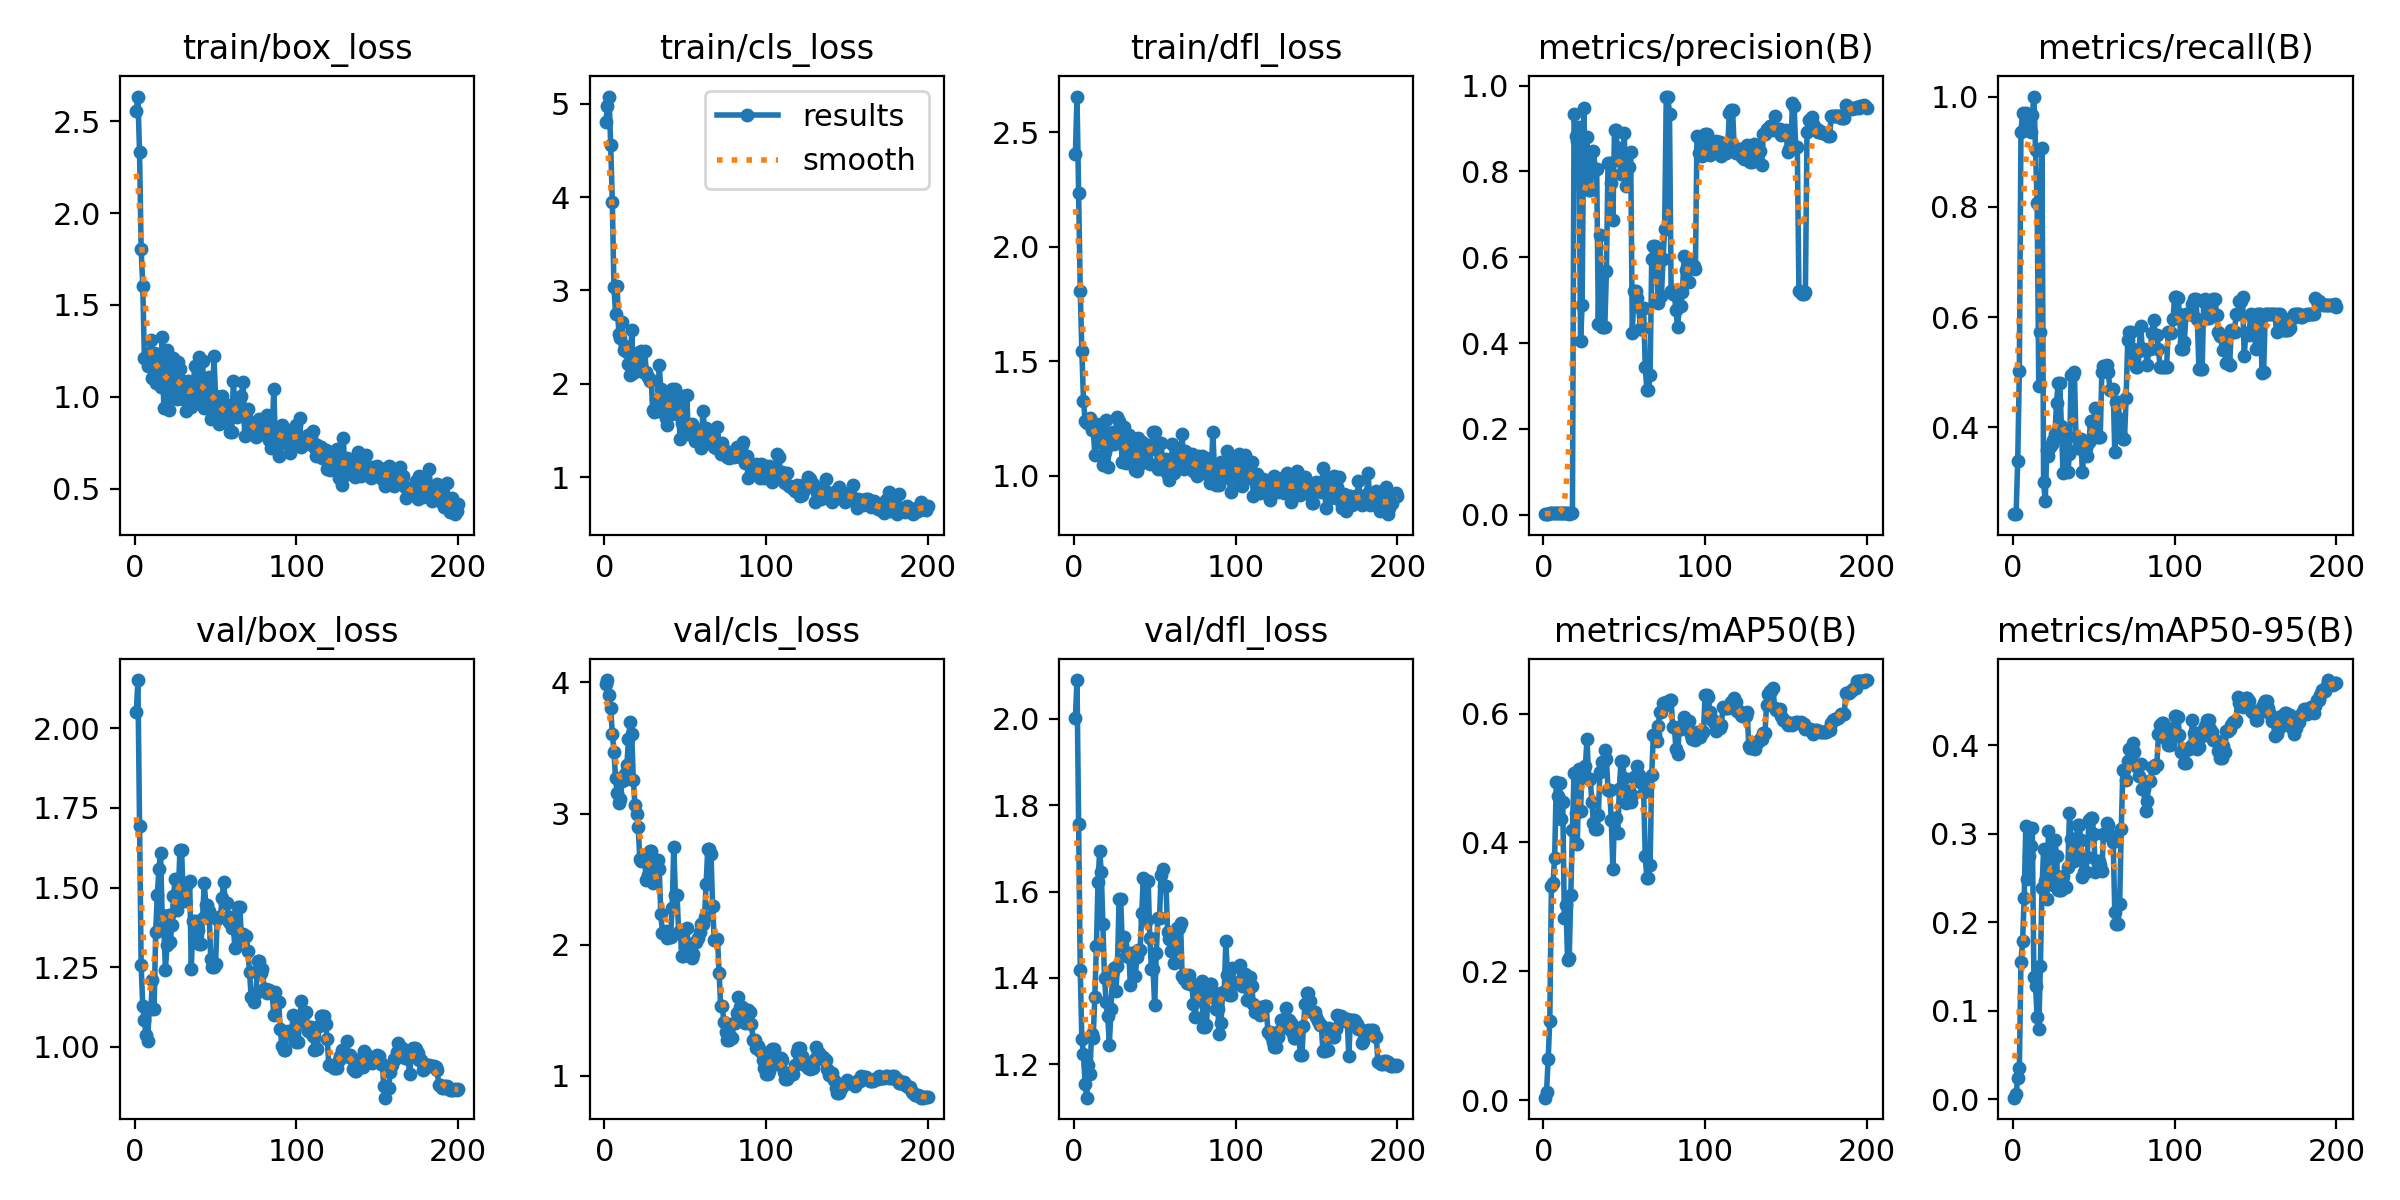 train/box_loss
2.5
2.0
1.5
1.0
0.5
0 100 200
train/cls_loss
results
smooth
5
4
3
2
1
0 100 200
train/dfl_loss
2.5
2.0
1.5
1.0
0 100 200
metrics/precision(B)
1.0
0.8
0.6
0.4
0.2
0.0
0 100 200
metrics/recall(B)
1.0
0.8
0.6
0.4
0 100 200
val/box_loss
2.00
1.75
1.50
1.25
1.00
0 100 200
val/cls_loss
4
3
2
1
0 100 200
val/dfl_loss
2.0
1.8
1.6
1.4
1.2
0 100 200
metrics/mAP50(B)
0.6
0.4
0.2
0.0
0 100 200
metrics/mAP50-95(B)
0.4
0.3
0.2
0.1
0.0
0 100 200